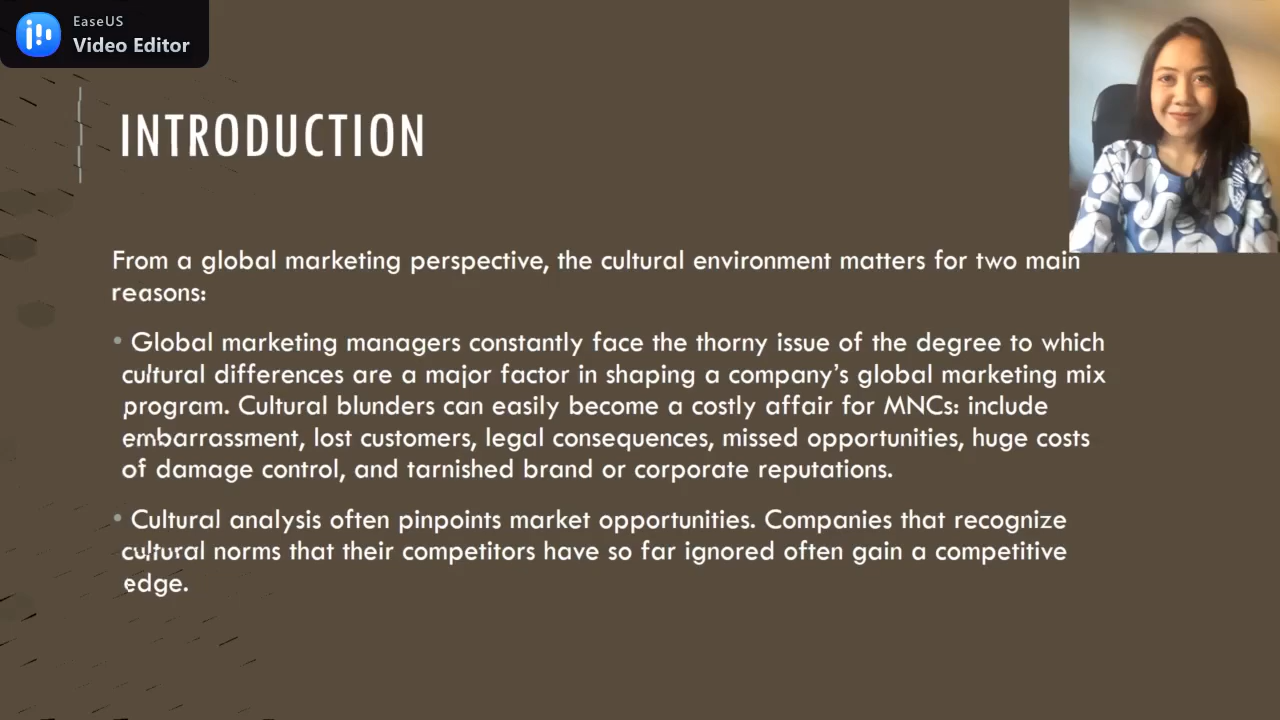 EaseUS
Video Editor
INTRODUCTION
From a global marketing perspective, the cultural environment matters for two main
reasons:
• Global marketing managers constantly face the thorny issue of the degree to which
cultural differences are a major factor in shaping a company's global marketing mix
program. Cultural blunders can easily become a costly affair for MNCs: include
embarrassment, lost customers, legal consequences, missed opportunities, huge costs
of damage control, and tarnished brand or corporate reputations.
• Cultural analysis often pinpoints market opportunities. Companies that recognize
cultural norms that their competitors have so far ignored often gain a competitive
edge.